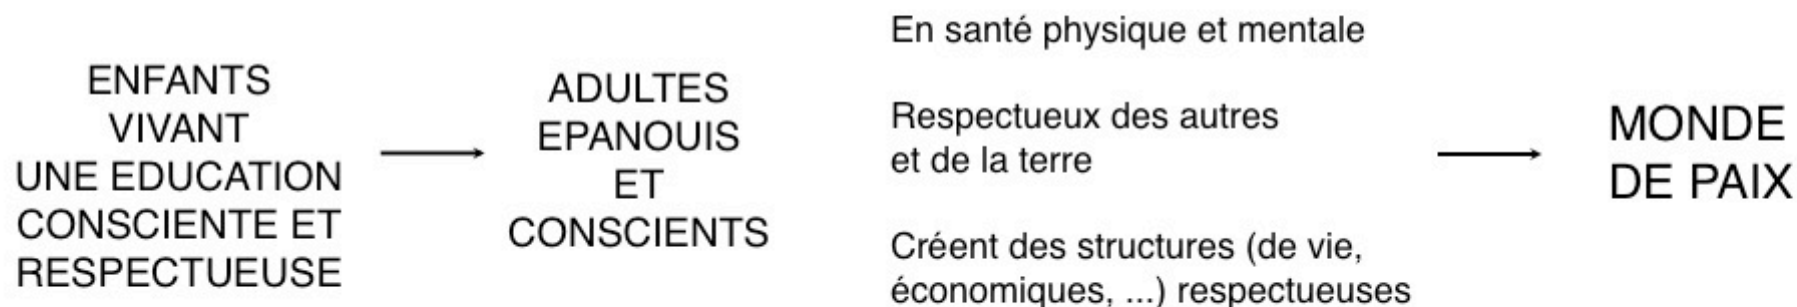 ENFANTS
VIVANT
UNE EDUCATION
CONSCIENTE ET
RESPECTUEUSE
ADULTES
EPANOUIS
ET
CONSCIENTS
En santé physique et mentale
Respectueux des autres
et de la terre
Créent des structures (de vie,
économiques, ...) respectueuses
MONDE
DE PAIX